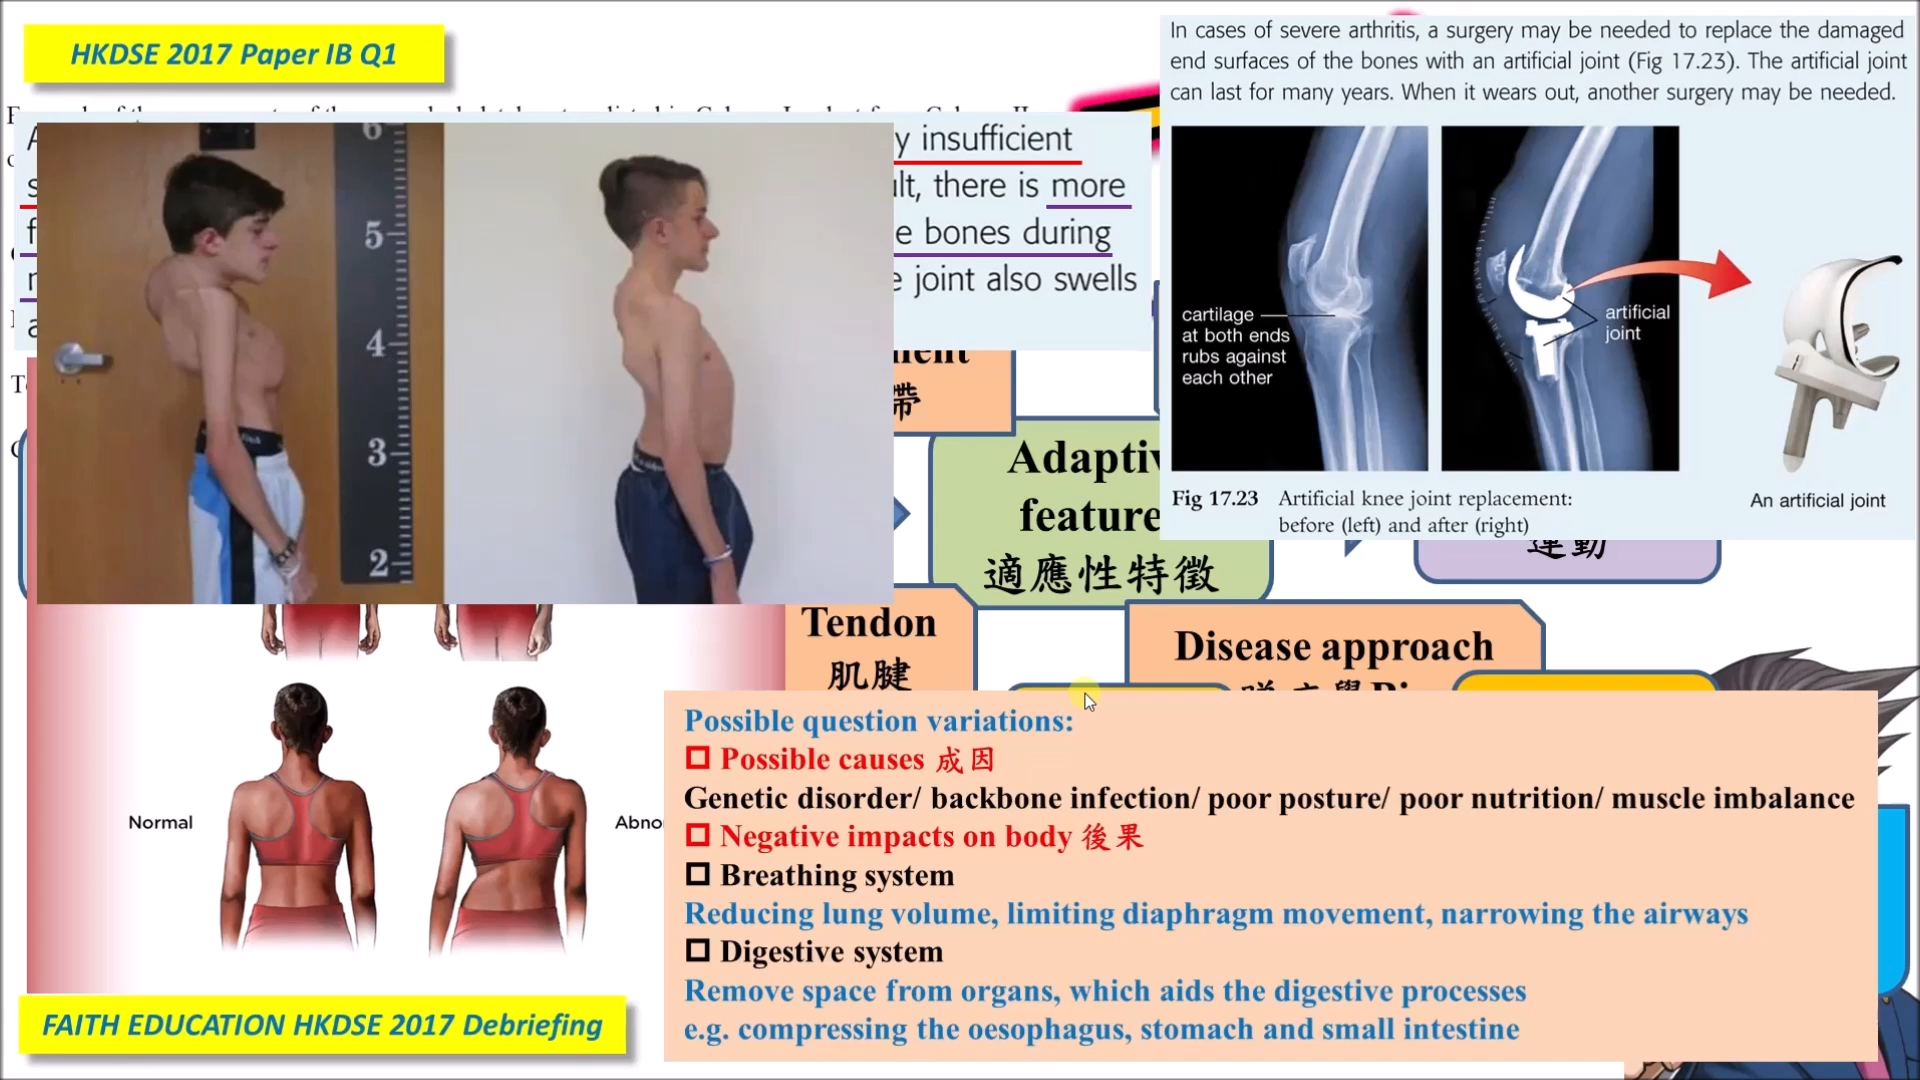 HKDSE 2017 Paper IB Q1
In cases of severe arthritis, a surgery may be needed to replace the damaged
end surfaces of the bones with an artificial joint (Fig 17.23). The artificial joint
can last for many years. When it wears out, another surgery may be needed.
y insufficient
lt, there is more
e bones during
e joint also swells
6
5
4
3
2
cartilage
at both ends
rubs against
each other
artificial
joint
Fig 17.23 Artificial knee joint replacement:
before (left) and after (right)
An artificial joint
帶
Adaptiv
feature
適應性特徵
運動
Tendon
肌腱
Disease approach
Normal
Abno
Possible question variations:
Possible causes 成因
Genetic disorder/ backbone infection/ poor posture/ poor nutrition/ muscle imbalance
Negative impacts on body 後果
Breathing system
Reducing lung volume, limiting diaphragm movement, narrowing the airways
Digestive system
Remove space from organs, which aids the digestive processes
e.g. compressing the oesophagus, stomach and small intestine
FAITH EDUCATION HKDSE 2017 Debriefing